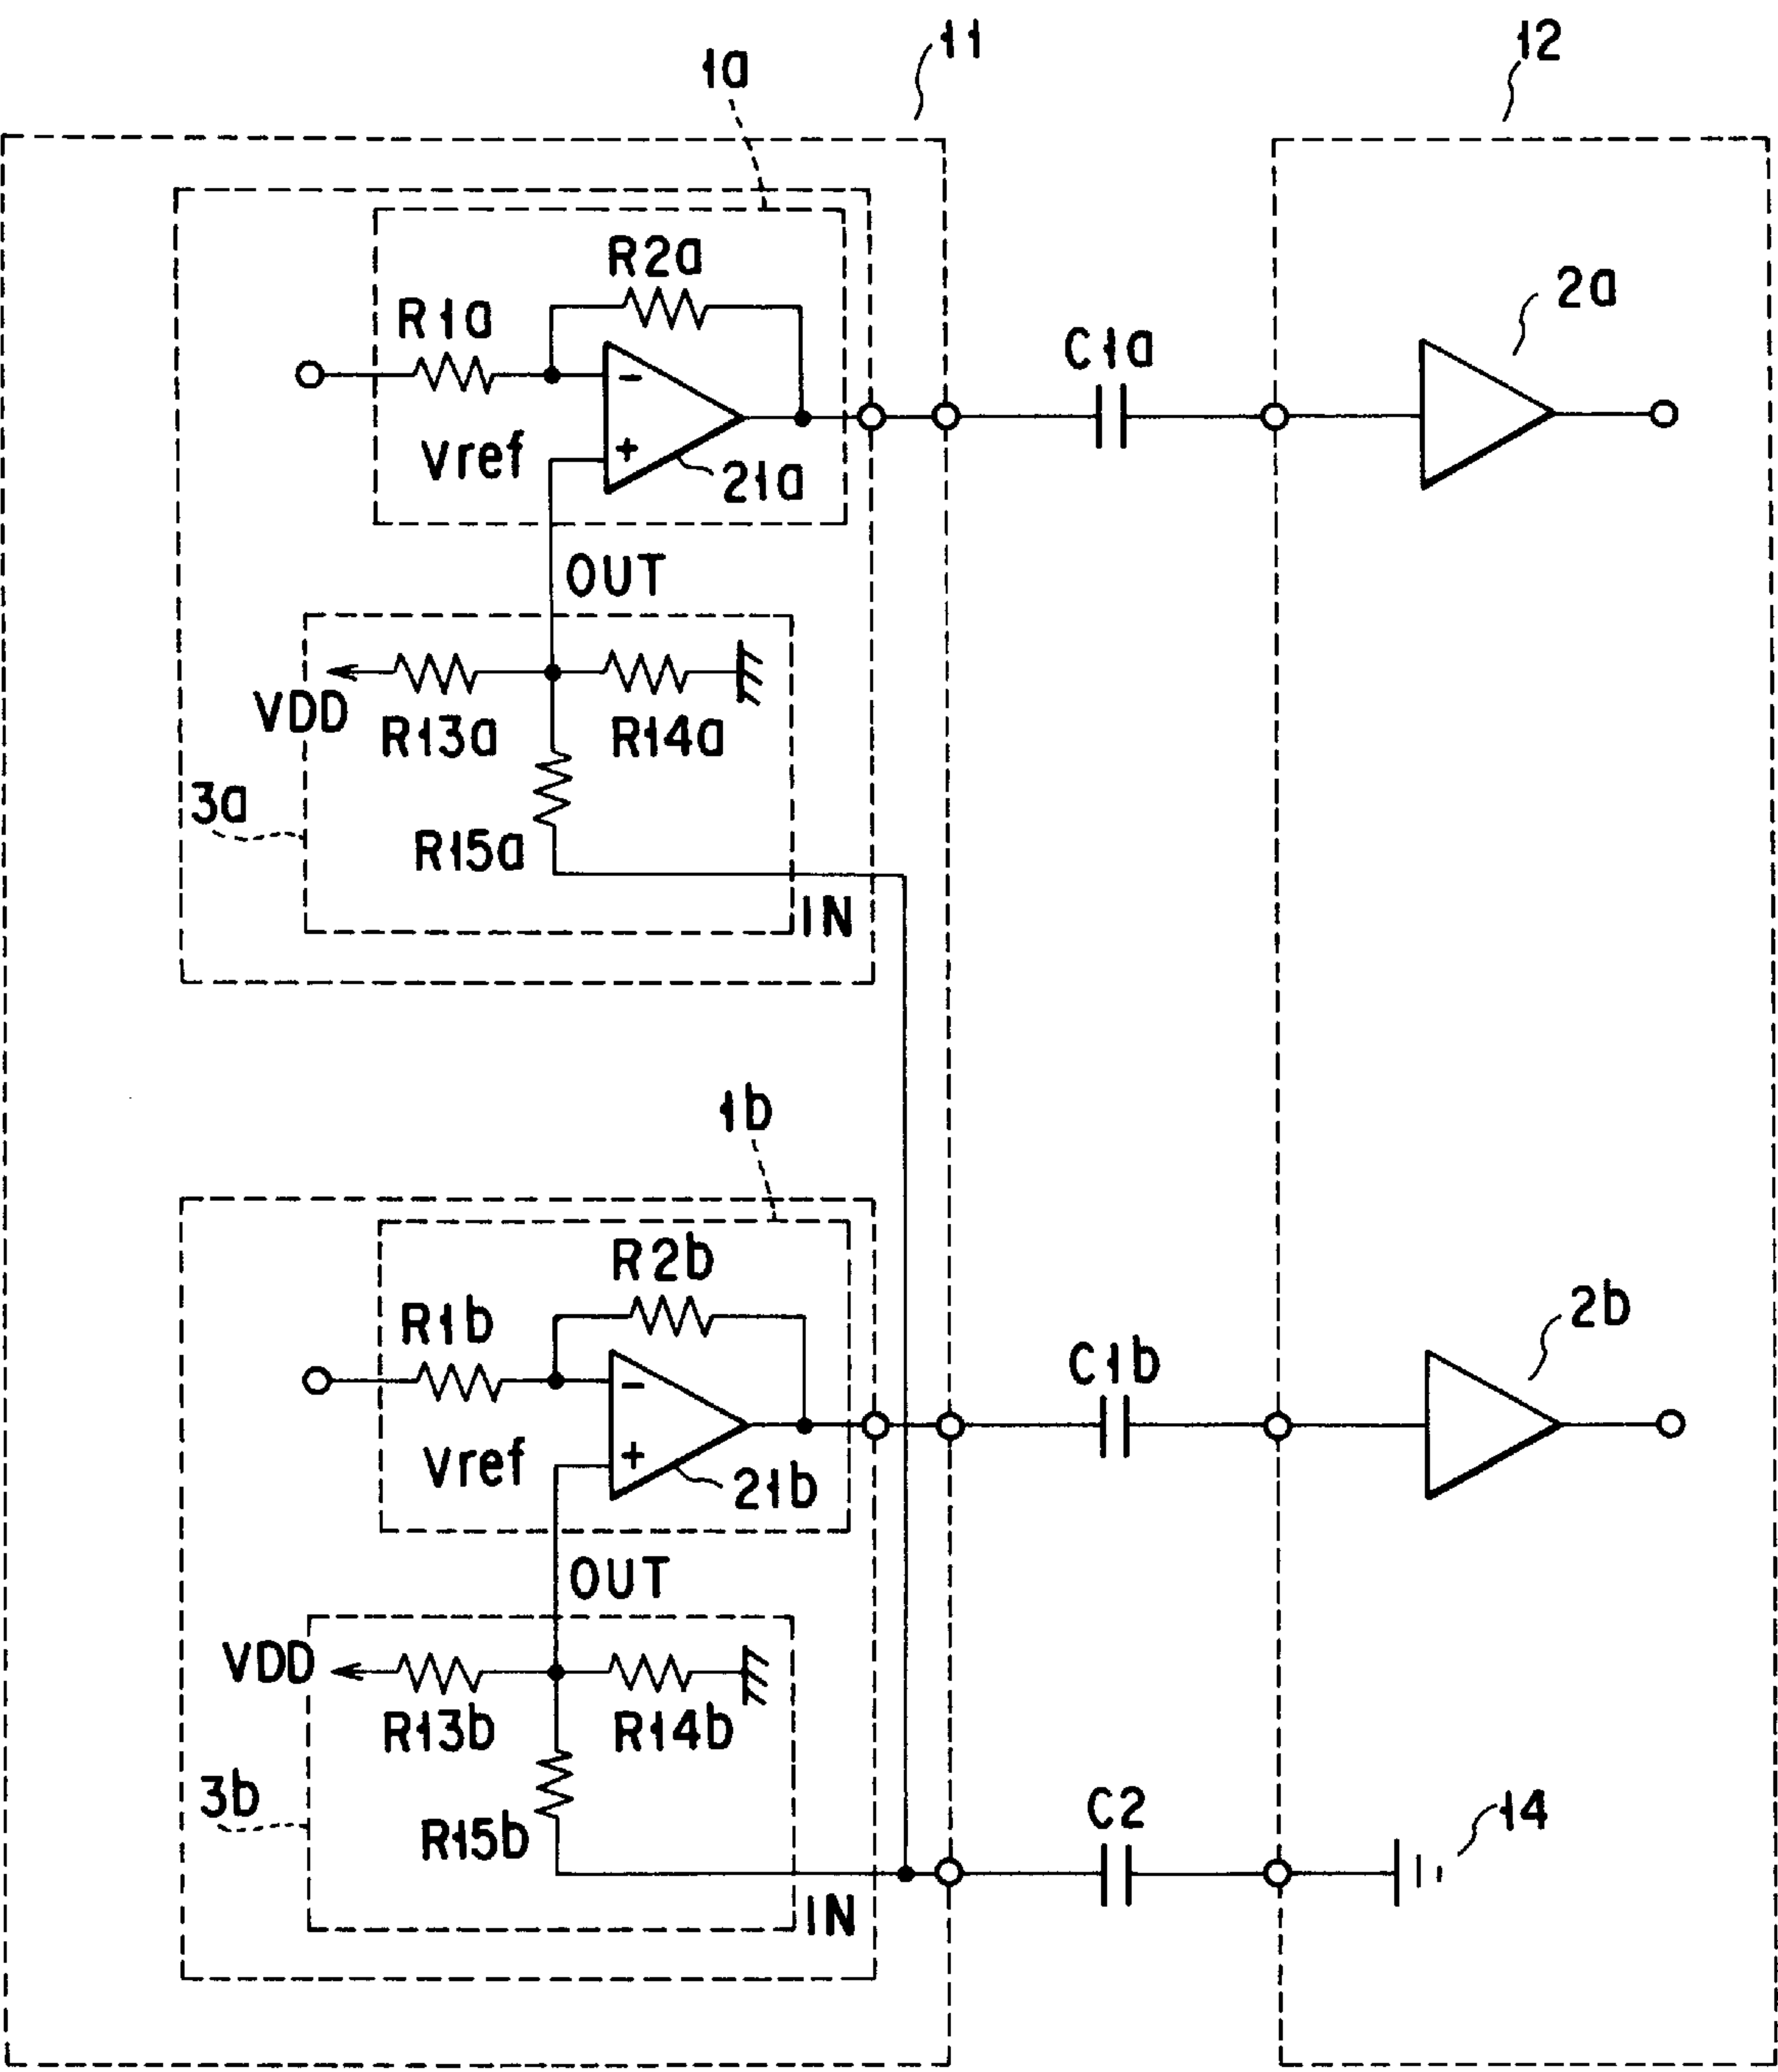 11
12
1a
R2a
R1a
2a
C1a
-
+
Vref
21a
OUT
VDD
R13a
R14a
3a
R15a
IN
1b
R2b
R1b
2b
C1b
-
+
Vref
21b
OUT
VDD
R13b
R14b
3b
R15b
C2
14
IN